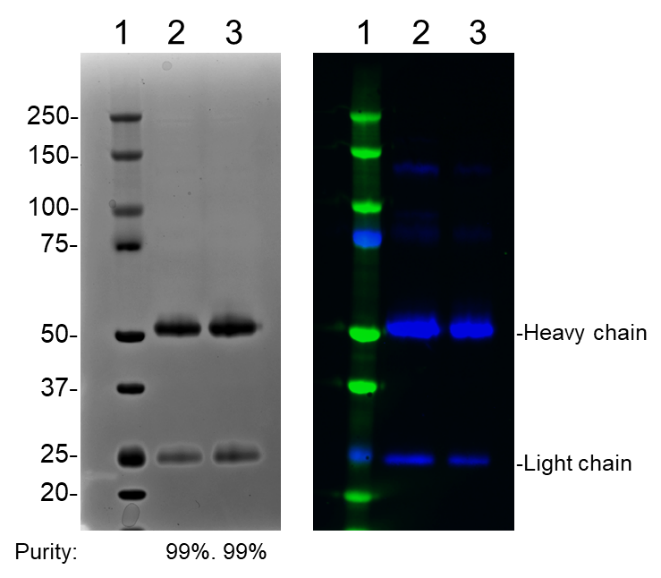 1 2 3
250-
150-
100-
75-
50-
37-
25-
20-
Purity: 99%. 99%
1 2 3
-Heavy chain
-Light chain